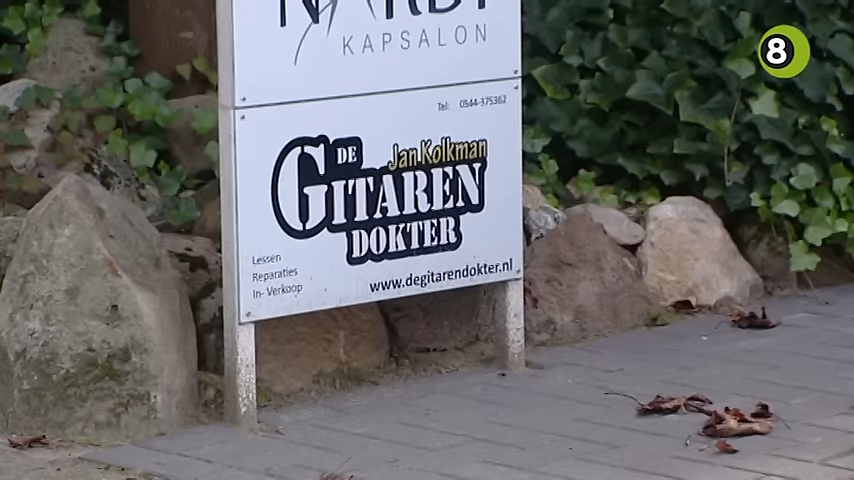 KAPSALON
Tel: 0544-375362
DE
Jan Kolkman
GITAREN
DOKTER
Lessen
Reparaties
In- Verkoop
www.degitarendokter.nl
8